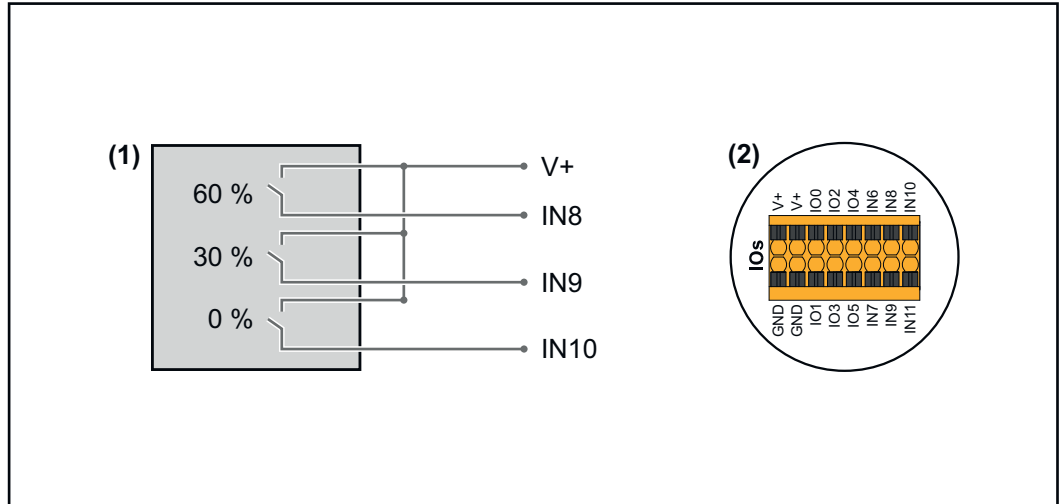 (1)
60 %
30 %
0 %
V+
IN8
IN9
IN10
(2)
IOs
V+
V+
IO0
IO2
IO4
IN6
IN8
IN10
GND
GND
IO1
IO3
IO5
IN7
IN9
IN11